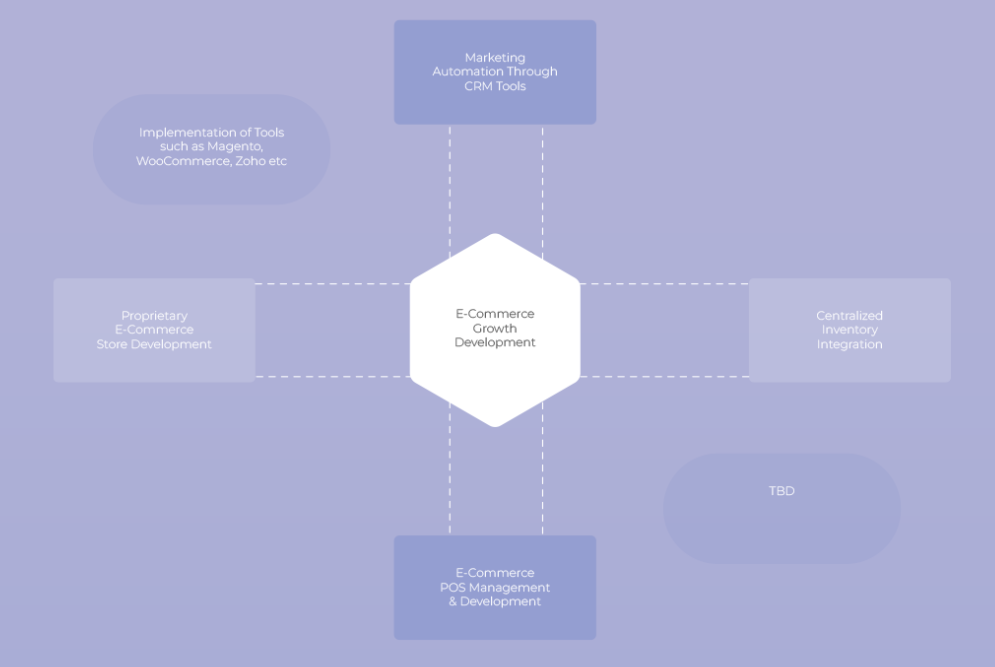 Marketing
Automation Through
CRM Tools
Implementation of Tools
such as Magento,
WooCommerce, Zoho etc
Proprietary
E-Commerce
Store Development
E-Commerce
Growth
Development
Centralized
Inventory
Integration
TBD
E-Commerce
POS Management
& Development